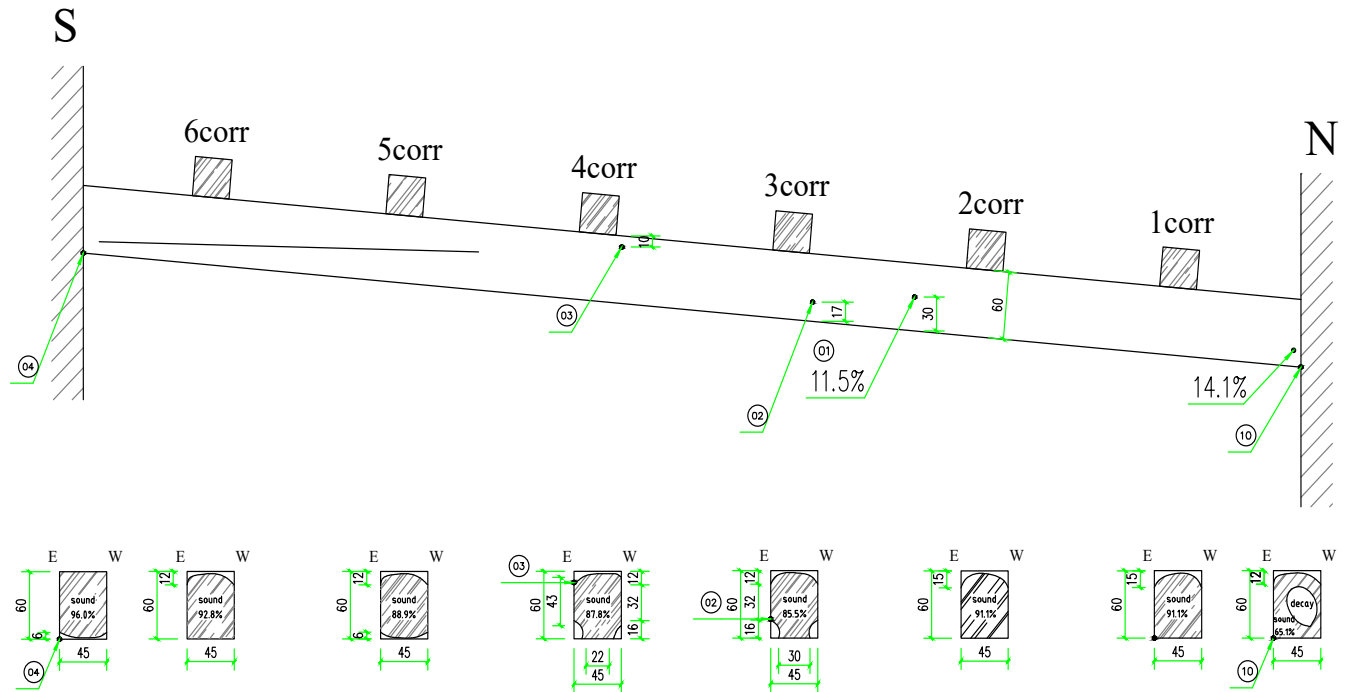 S
N
6corr
5corr
4corr
3corr
2corr
1corr
10
60
17
30
03
01
11.5%
14.1%
04
02
10
E W
60
6
sound
96.0%
45
04
E W
12
60
sound
92.8%
45
E W
12
60
6
sound
88.9%
45
03
E W
60
43
12
32
16
sound
87.8%
22
45
02
E W
60
12
32
16
sound
85.5%
30
45
E W
15
60
sound
91.1%
45
E W
15
60
sound
91.1%
45
E W
12
60
decay
sound
65.1%
45
10